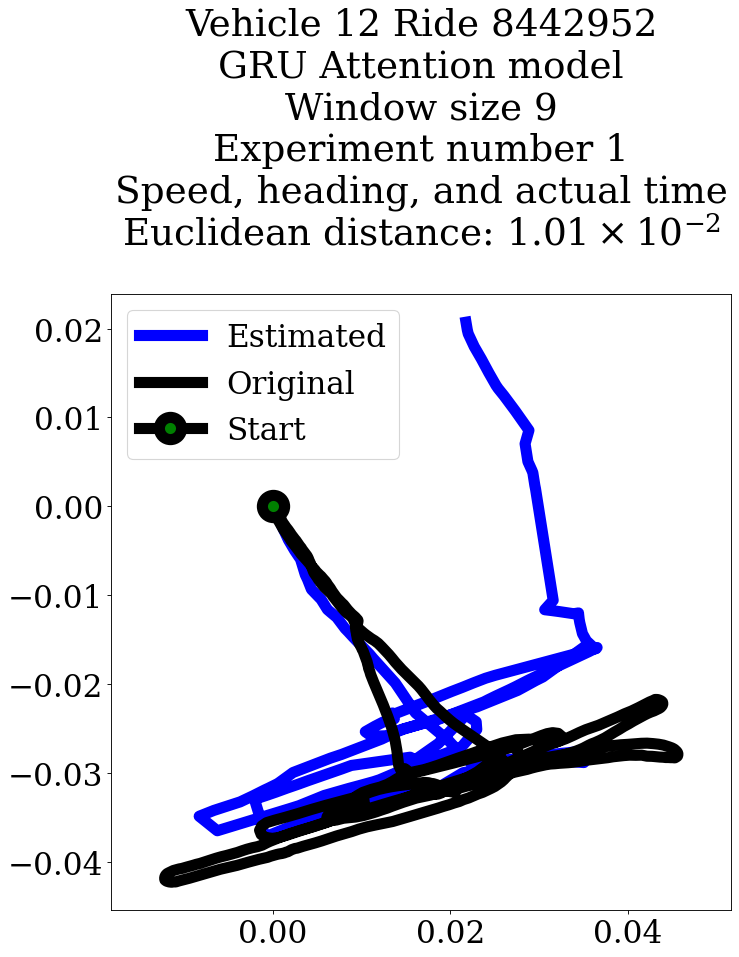 Vehicle 12 Ride 8442952
GRU Attention model
Window size 9
Experiment number 1
Speed, heading, and actual time
Euclidean distance: 1.01 × 10⁻²
Estimated
Original
Start
0.02
0.01
0.00
−0.01
−0.02
−0.03
−0.04
0.00 0.02 0.04